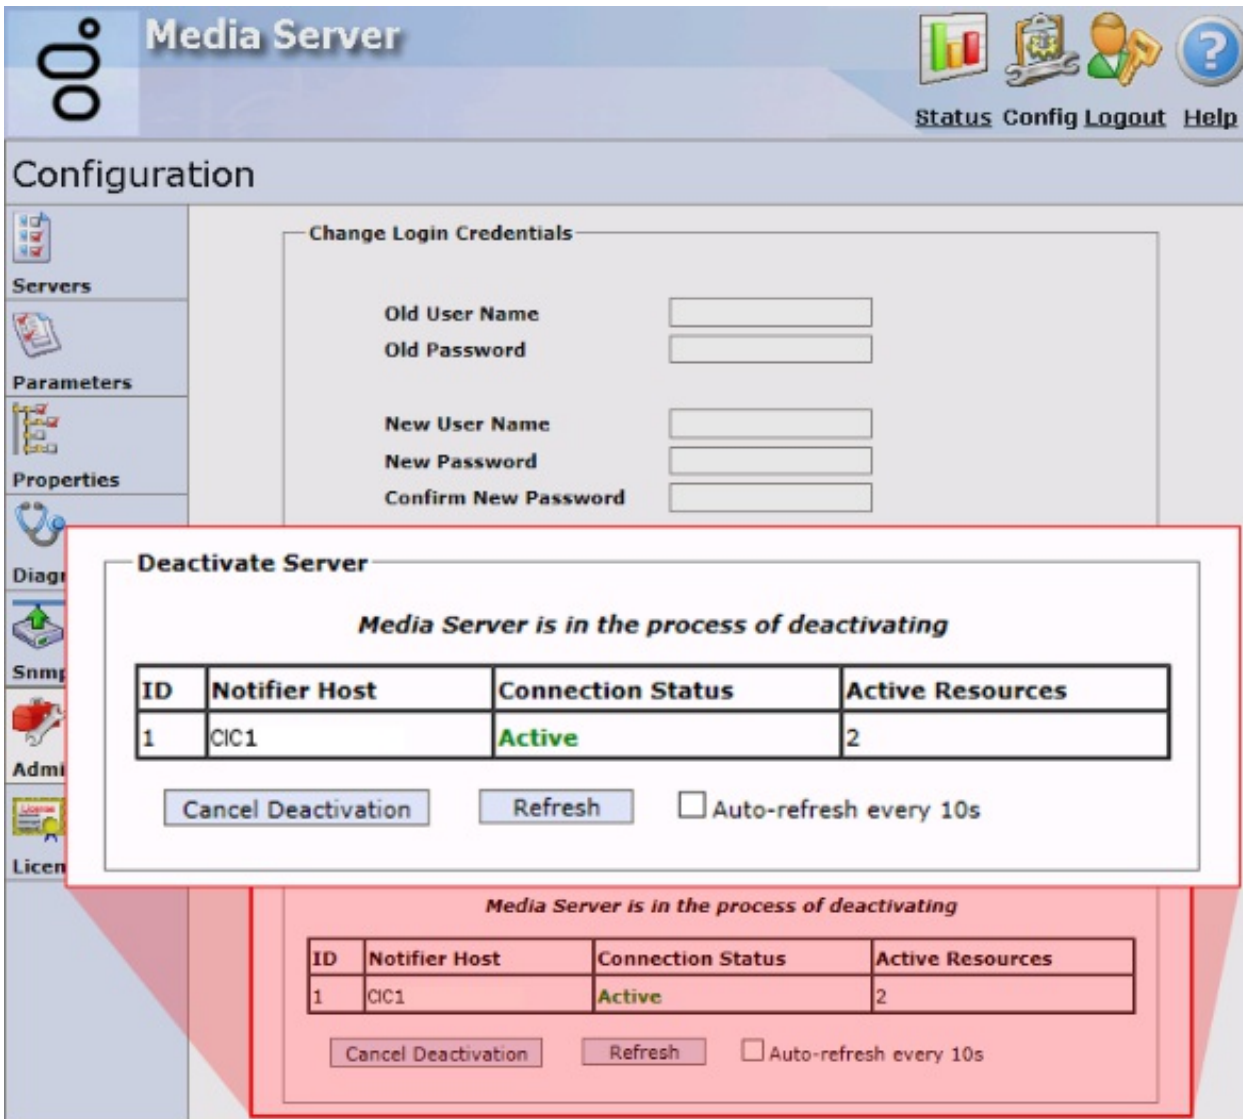 Media Server
Status Config Logout Help
Configuration
Servers
Parameters
Properties
Diagn
Snmp
Admi
Licen
Change Login Credentials
Old User Name
Old Password
New User Name
New Password
Confirm New Password
Deactivate Server
Media Server is in the process of deactivating
ID Notifier Host Connection Status Active Resources
1 CIC1 Active 2
Cancel Deactivation Refresh Auto-refresh every 10s
Media Server is in the process of deactivating
ID Notifier Host Connection Status Active Resources
1 CIC1 Active 2
Cancel Deactivation Refresh Auto-refresh every 10s